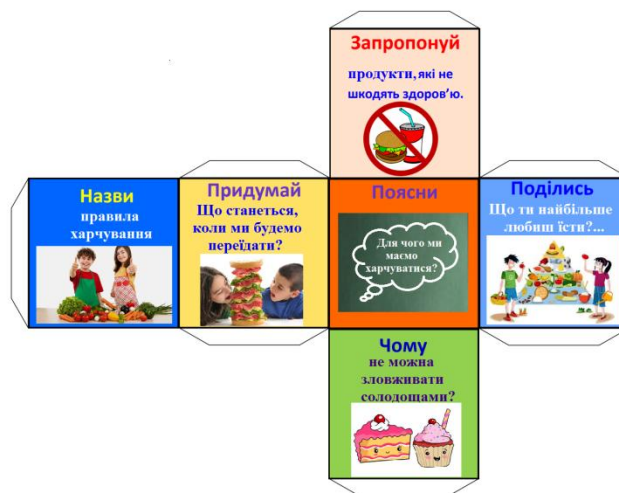 Запропонуй
продукти, які не
шкодять здоров’ю.
Назви
правила
харчування
Придумай
Що станеться,
коли ми будемо
переїдати?
Поясни
Для чого ми
маємо
харчуватися?
Поділись
Що ти найбільше
любиш їсти?...
Чому
не можна
зловживати
солодощами?